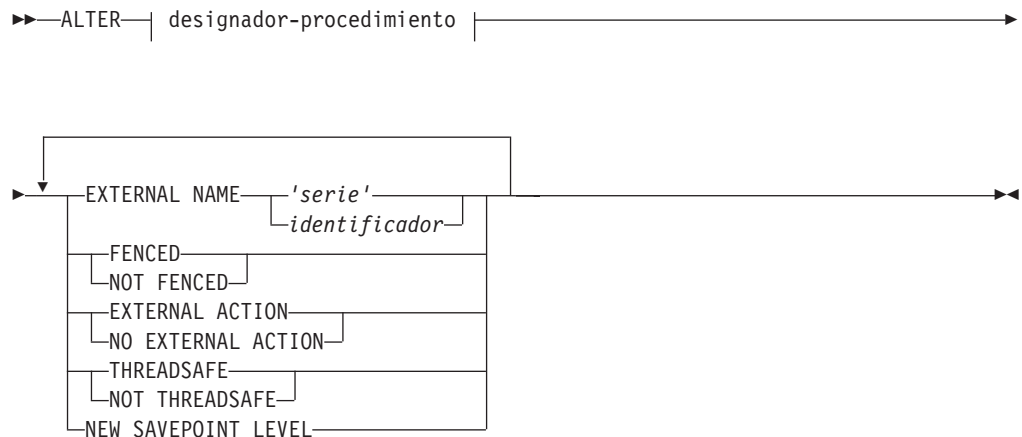 ALTER designador-procedimiento
EXTERNAL NAME 'serie'
identificador
FENCED
NOT FENCED
EXTERNAL ACTION
NO EXTERNAL ACTION
THREADSAFE
NOT THREADSAFE
NEW SAVEPOINT LEVEL